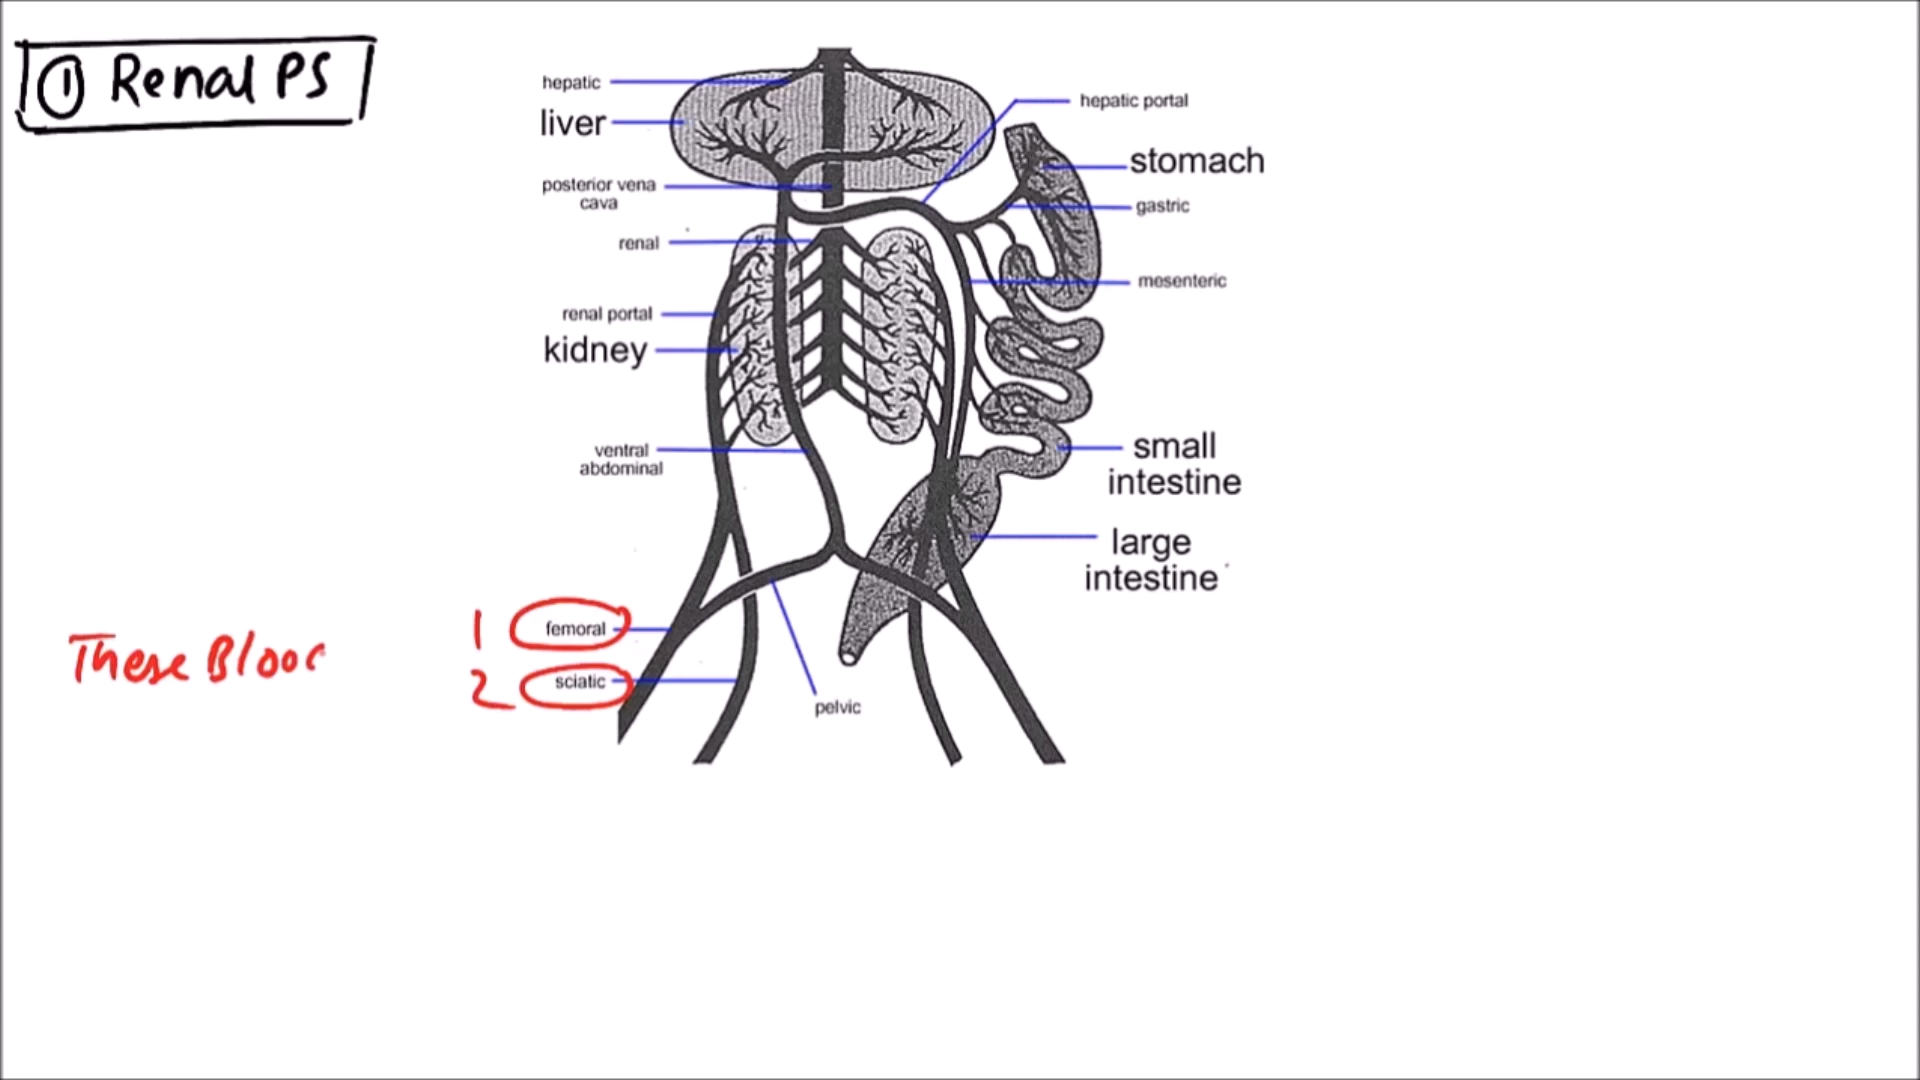 ① Renal PS
hepatic
liver
hepatic portal
stomach
posterior vena
cava
gastric
renal
mesenteric
renal portal
kidney
ventral
abdominal
small
intestine
large
intestine
1 femoral
These Blood
2 sciatic
pelvic